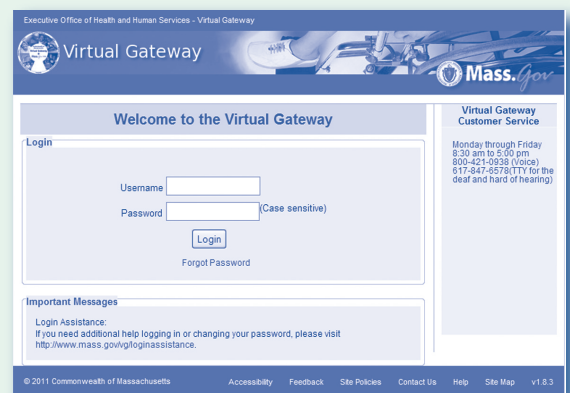 Executive Office of Health and Human Services - Virtual Gateway
Virtual Gateway
Mass.Gov
Welcome to the Virtual Gateway
Login
Username
Password
(Case sensitive)
Login
Forgot Password
Important Messages
Login Assistance:
If you need additional help logging in or changing your password, please visit
http://www.mass.gov/vg/loginassistance.
Virtual Gateway
Customer Service
Monday through Friday
8:30 am to 5:00 pm
800-421-0938 (Voice)
617-847-6578(TTY for the
deaf and hard of hearing)
© 2011 Commonwealth of Massachusetts
Accessibility Feedback Site Policies Contact Us Help Site Map v1.8.3